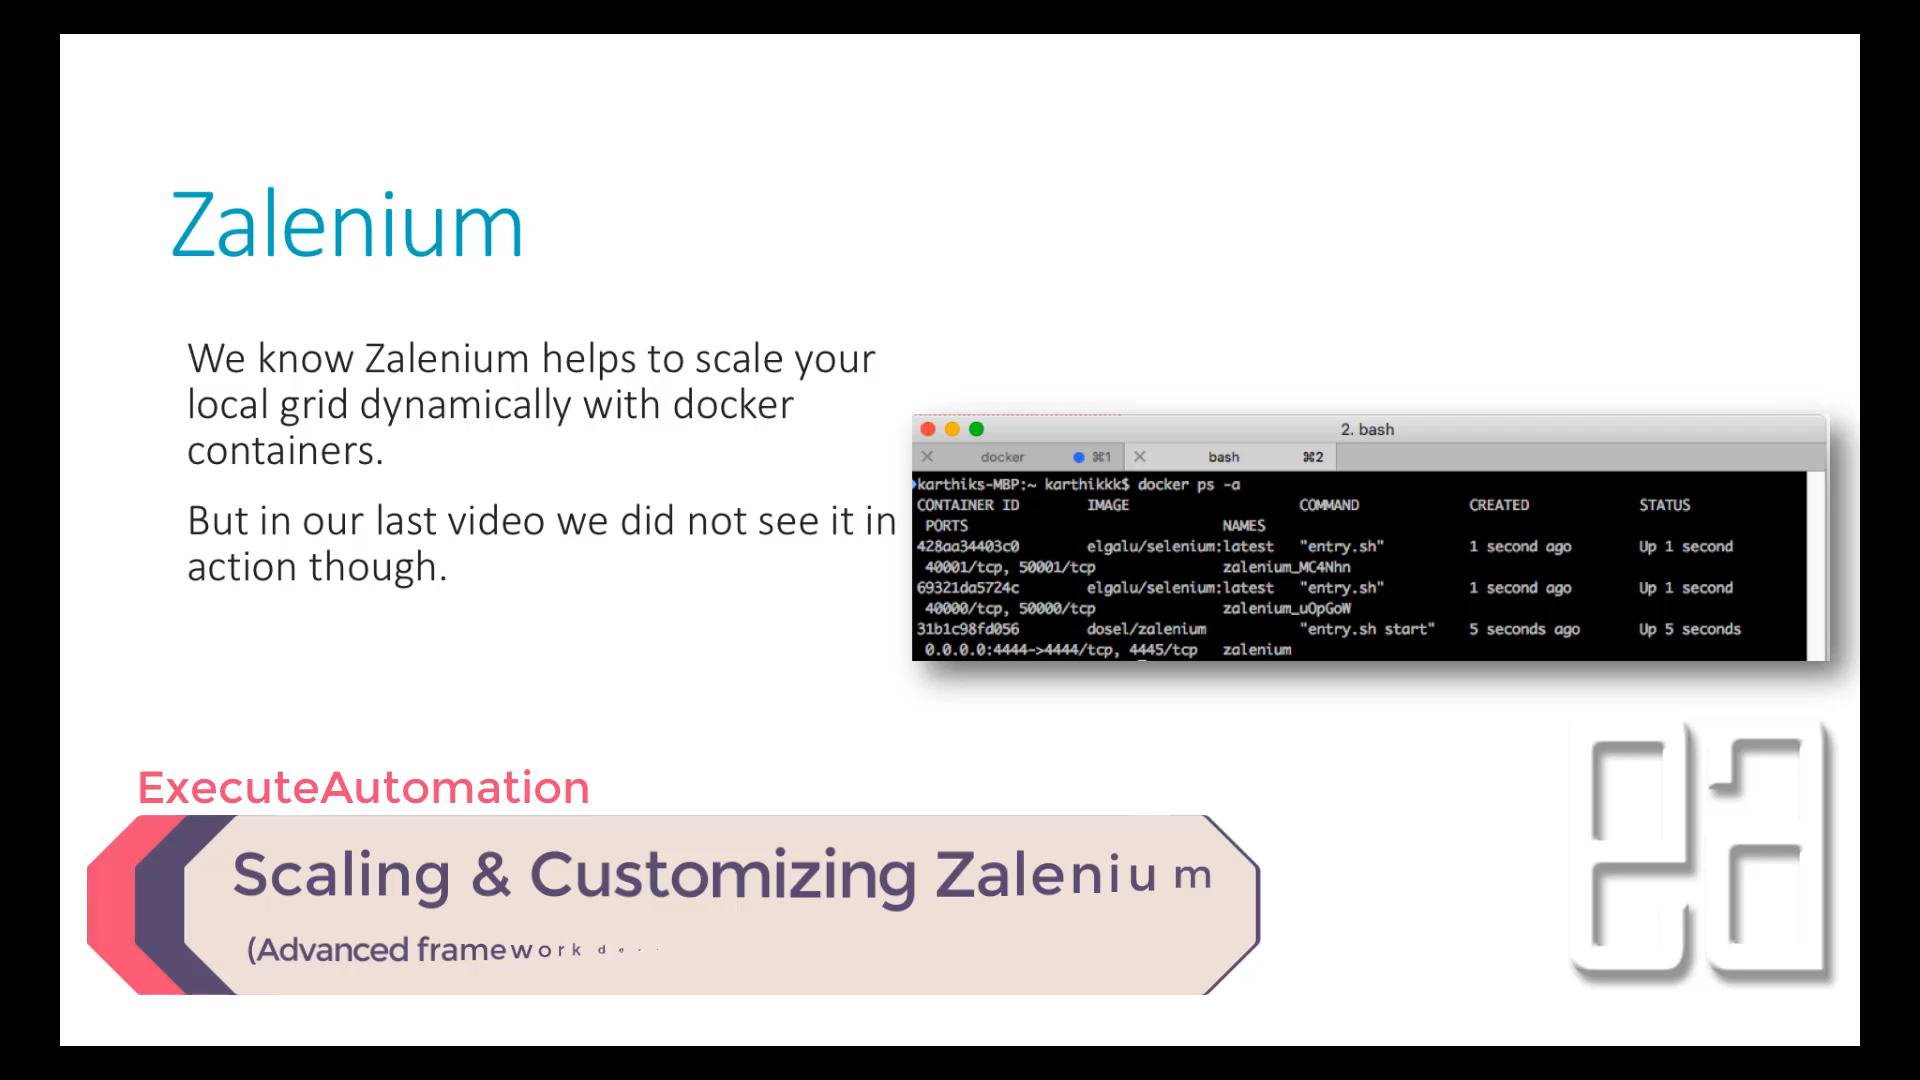 Zalenium
We know Zalenium helps to scale your
local grid dynamically with docker
containers.
But in our last video we did not see it in
action though.
2. bash
docker ⌘1 bash ⌘2
karthiks-MBP:~ karthikkk$ docker ps -a
CONTAINER ID IMAGE COMMAND CREATED STATUS
PORTS NAMES
428aa34403c0 elgalu/selenium:latest "entry.sh" 1 second ago Up 1 second
40001/tcp, 50001/tcp zalenium_MC4Nhn
69321da5724c elgalu/selenium:latest "entry.sh" 1 second ago Up 1 second
40000/tcp, 50000/tcp zalenium_uOpGoW
31b1c98fd056 dosel/zalenium "entry.sh start" 5 seconds ago Up 5 seconds
0.0.0.0:4444->4444/tcp, 4445/tcp zalenium
ExecuteAutomation
Scaling & Customizing Zalenium
(Advanced framework
ea